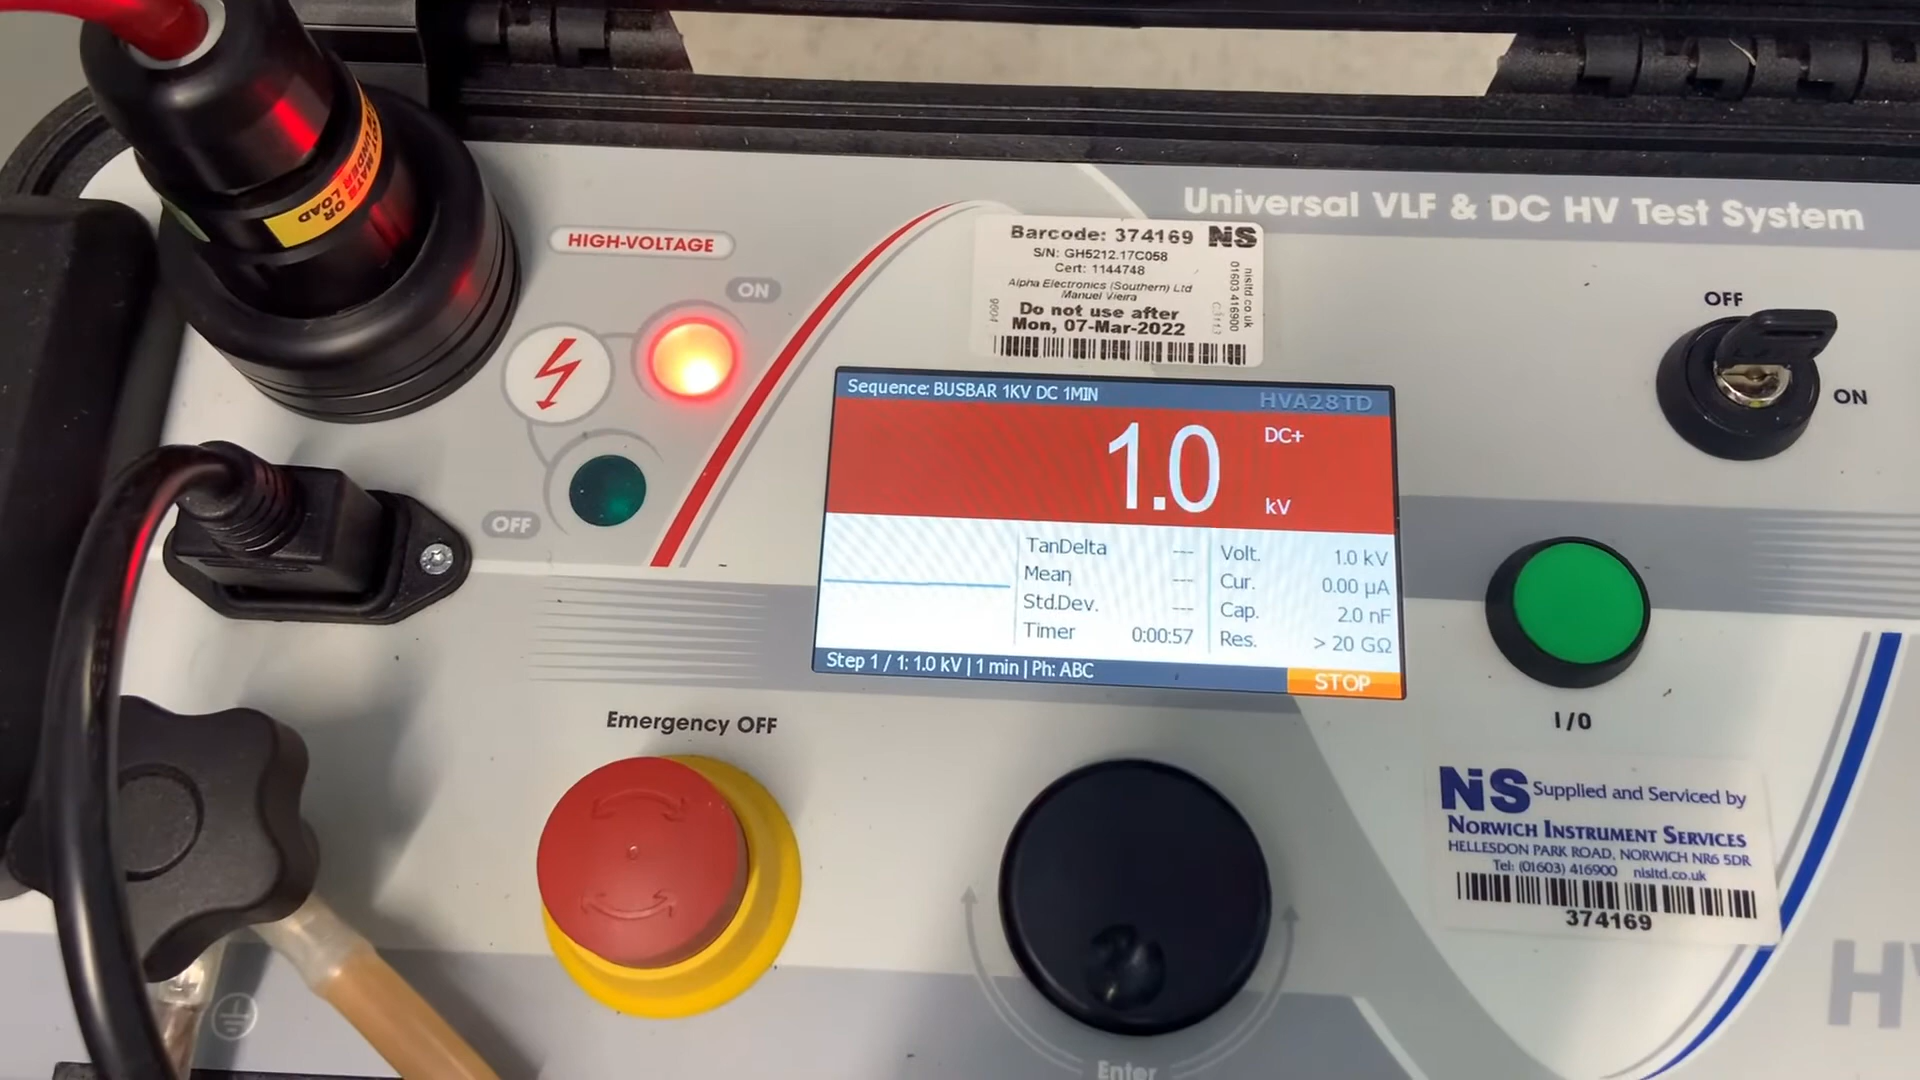 Universal VLF & DC HV Test System
HIGH-VOLTAGE
ON
OFF
OR
UNDER
LOAD
Barcode: 374169 NiS
S/N: GH5212.17C058
Cert: 1144748
Alpha Electronics (Southern) Ltd
Manuel Vieira
Do not use after
Mon, 07-Mar-2022
nisltd.co.uk
01603 416900
OFF
ON
Sequence: BUSBAR 1KV DC 1MIN
HVA28TD
1.0
DC+
kV
TanDelta ---
Mean ---
Std.Dev. ---
Timer 0:00:57
Volt. 1.0 kV
Cur. 0.00 µA
Cap. 2.0 nF
Res. > 20 GΩ
Step 1 / 1: 1.0 kV | 1 min | Ph: ABC
STOP
I/O
Emergency OFF
NiS Supplied and Serviced by
NORWICH INSTRUMENT SERVICES
HELLESDON PARK ROAD, NORWICH NR6 5DR
Tel: (01603) 416900 nisltd.co.uk
374169
Enter